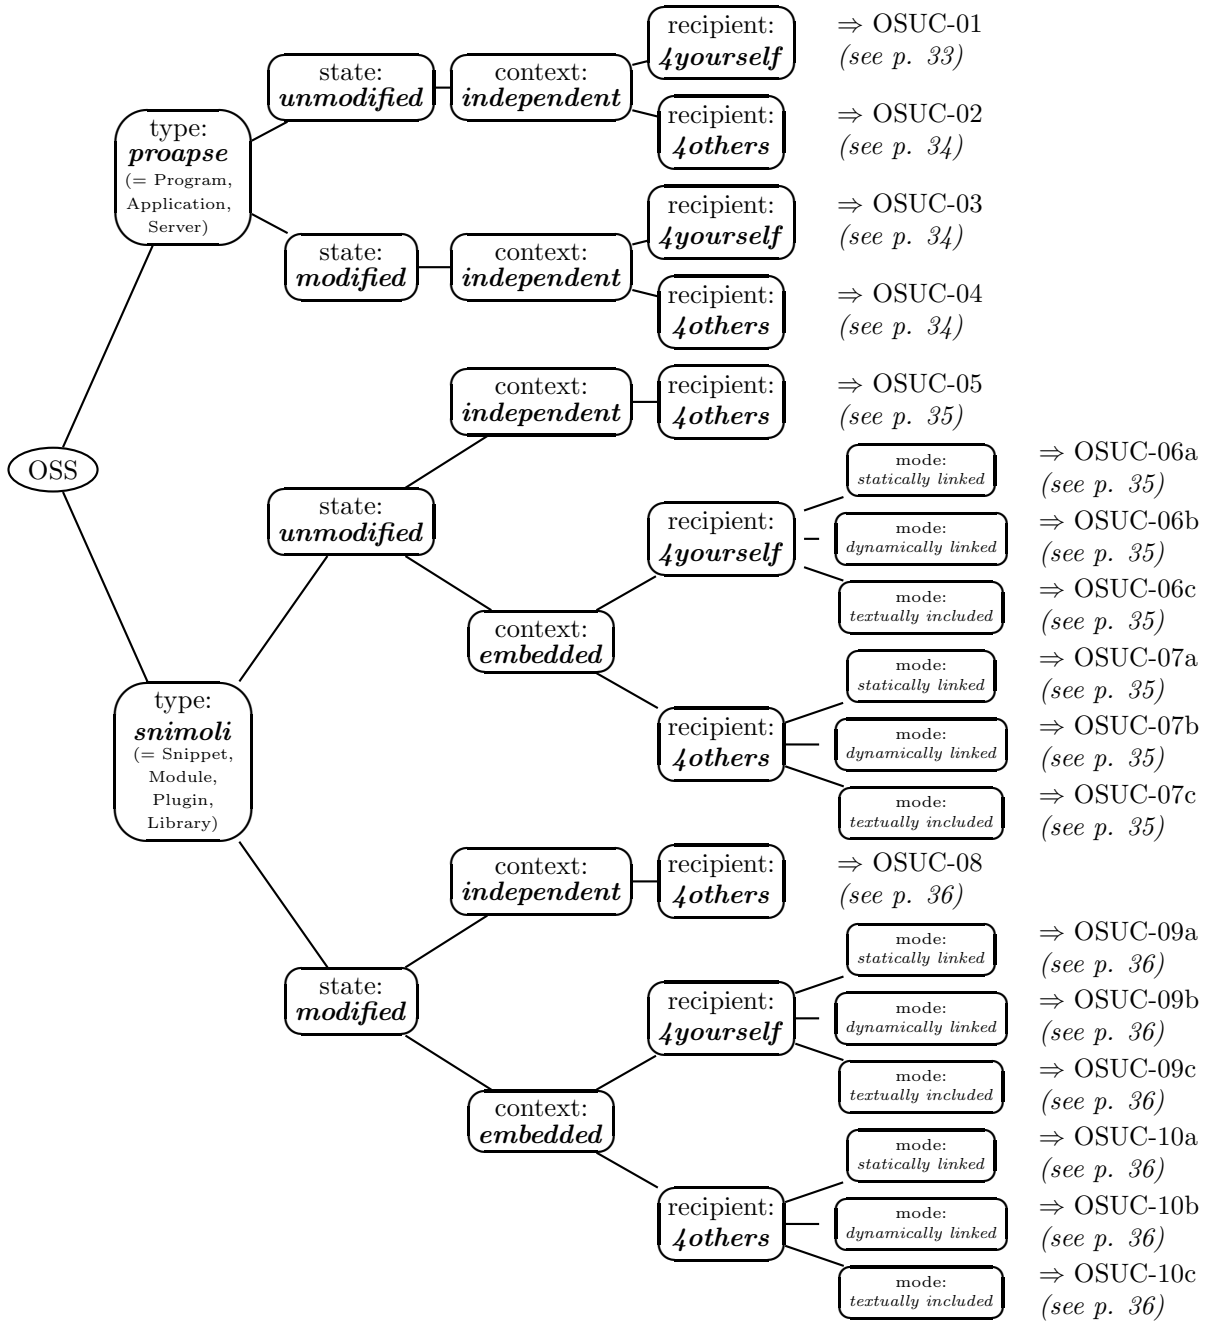 recipient:
4yourself
⇒ OSUC-01
(see p. 33)
state:
unmodified
context:
independent
recipient:
4others
⇒ OSUC-02
(see p. 34)
type:
proapse
(= Program,
Application,
Server)
recipient:
4yourself
⇒ OSUC-03
(see p. 34)
state:
modified
context:
independent
recipient:
4others
⇒ OSUC-04
(see p. 34)
context:
independent
recipient:
4others
⇒ OSUC-05
(see p. 35)
OSS
mode:
statically linked
⇒ OSUC-06a
(see p. 35)
state:
unmodified
recipient:
4yourself
mode:
dynamically linked
⇒ OSUC-06b
(see p. 35)
mode:
textually included
⇒ OSUC-06c
(see p. 35)
context:
embedded
mode:
statically linked
⇒ OSUC-07a
(see p. 35)
type:
snimoli
(= Snippet,
Module,
Plugin,
Library)
recipient:
4others
mode:
dynamically linked
⇒ OSUC-07b
(see p. 35)
mode:
textually included
⇒ OSUC-07c
(see p. 35)
context:
independent
recipient:
4others
⇒ OSUC-08
(see p. 36)
mode:
statically linked
⇒ OSUC-09a
(see p. 36)
state:
modified
recipient:
4yourself
mode:
dynamically linked
⇒ OSUC-09b
(see p. 36)
mode:
textually included
⇒ OSUC-09c
(see p. 36)
context:
embedded
mode:
statically linked
⇒ OSUC-10a
(see p. 36)
recipient:
4others
mode:
dynamically linked
⇒ OSUC-10b
(see p. 36)
mode:
textually included
⇒ OSUC-10c
(see p. 36)